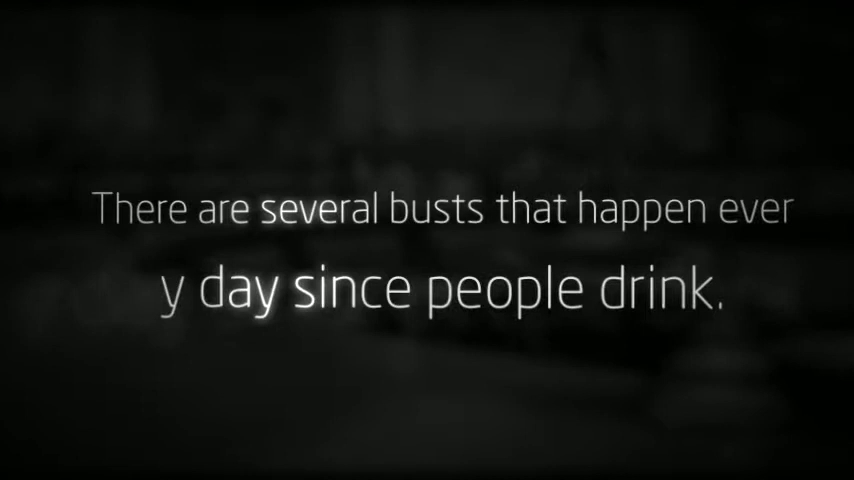 There are several busts that happen ever
y day since people drink.